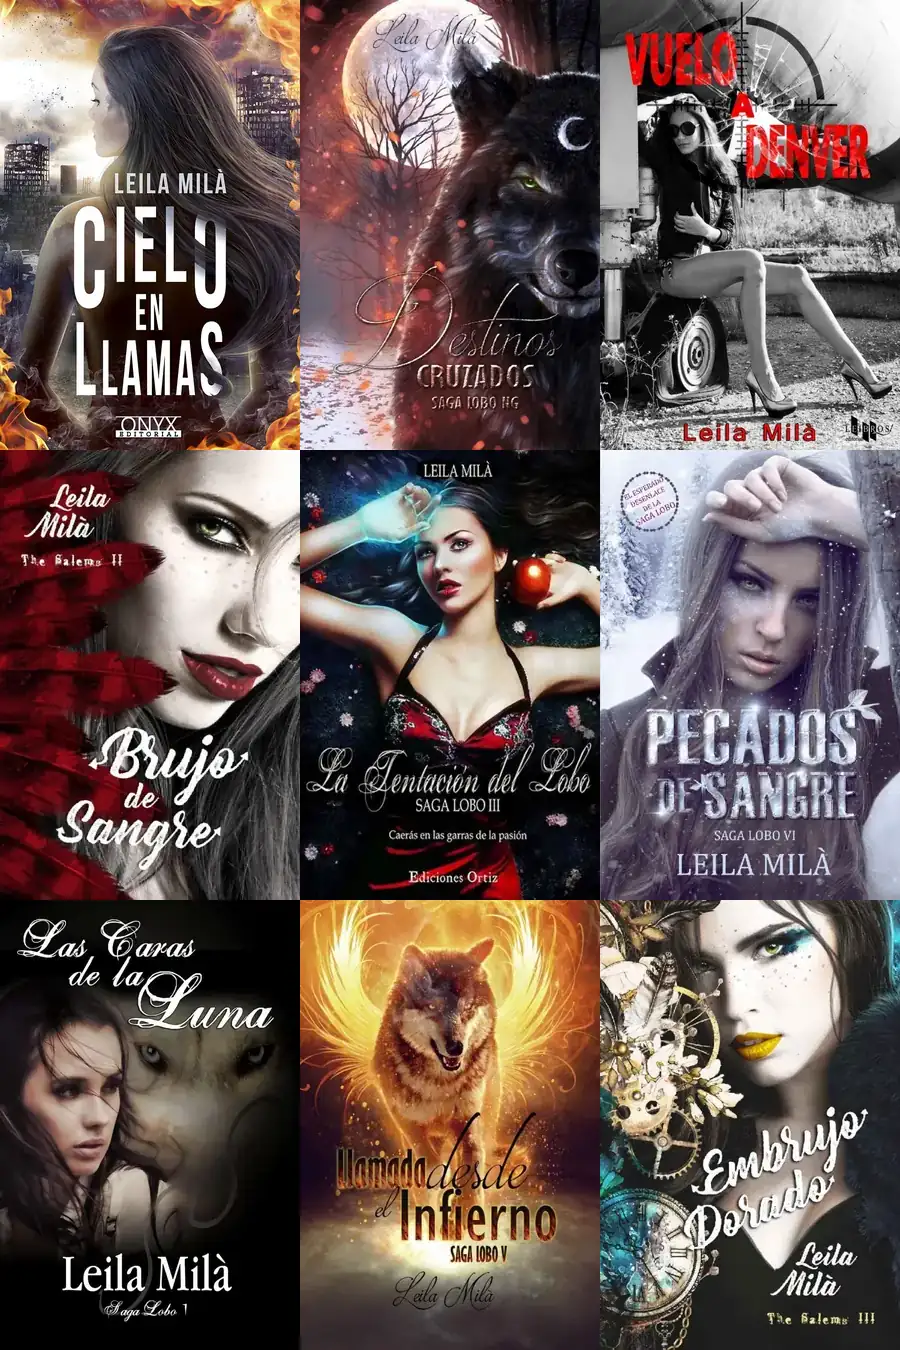 LEILA MILÀ
CIELO
EN
LLAMAS
ONYX
EDITORIAL
Leila Milà
Destinos
CRUZADOS
SAGA LOBO NG
VUELO
A
DENVER
Leila Milà
Leila
Milà
The Salems II
Brujo
de
Sangre
LEILA MILÀ
La Tentación del Lobo
SAGA LOBO III
Caerás en las garras de la pasión
Ediciones Ortiz
EL ESPERADO
DESENLACE
DE LA
SAGA LOBO
PECADOS
DE SANGRE
SAGA LOBO VI
LEILA MILÀ
Las Caras
de la
Luna
Leila Milà
Saga Lobo 1
llamada desde
el Infierno
SAGA LOBO V
Leila Milà
Embrujo
Dorado
Leila
Milà
The Salems III